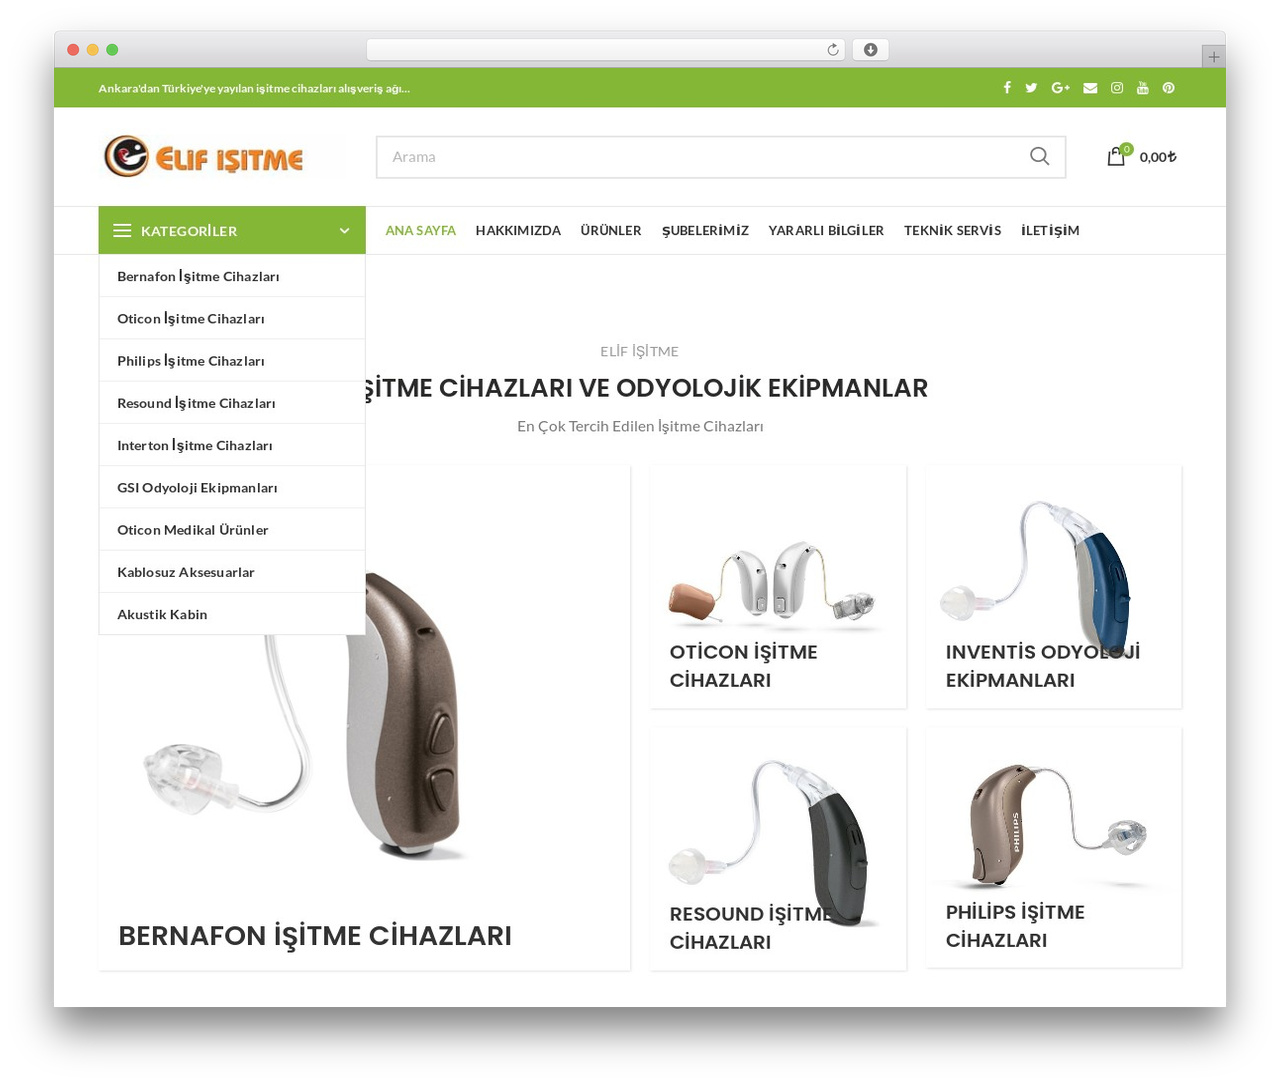 Ankara'dan Türkiye'ye yayılan işitme cihazları alışveriş ağı...
ELİF İŞİTME
Arama
0
0,00₺
KATEGORİLER
ANA SAYFA
HAKKIMIZDA
ÜRÜNLER
ŞUBELERİMİZ
YARARLI BİLGİLER
TEKNİK SERVİS
İLETİŞİM
Bernafon İşitme Cihazları
Oticon İşitme Cihazları
Philips İşitme Cihazları
Resound İşitme Cihazları
Interton İşitme Cihazları
GSI Odyoloji Ekipmanları
Oticon Medikal Ürünler
Kablosuz Aksesuarlar
Akustik Kabin
ELİF İŞİTME
ŞİTME CİHAZLARI VE ODYOLOJİK EKİPMANLAR
En Çok Tercih Edilen İşitme Cihazları
BERNAFON İŞİTME CİHAZLARI
OTİCON İŞİTME
CİHAZLARI
INVENTİS ODYOLOJİ
EKİPMANLARI
RESOUND İŞİTME
CİHAZLARI
PHILIPS
PHİLİPS İŞİTME
CİHAZLARI